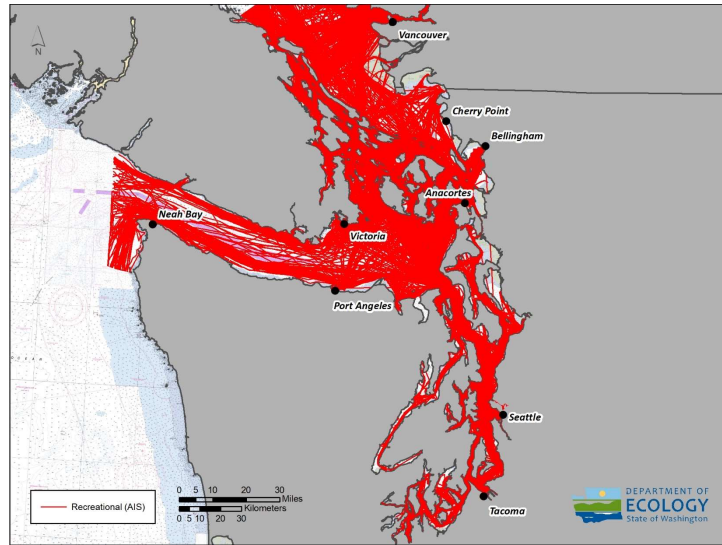 N
Vancouver
Cherry Point
Bellingham
Anacortes
Neah Bay
Victoria
Port Angeles
Seattle
Tacoma
Recreational (AIS)
0 5 10 20 30
Miles
Kilometers
0 5 10 20 30
DEPARTMENT OF
ECOLOGY
State of Washington